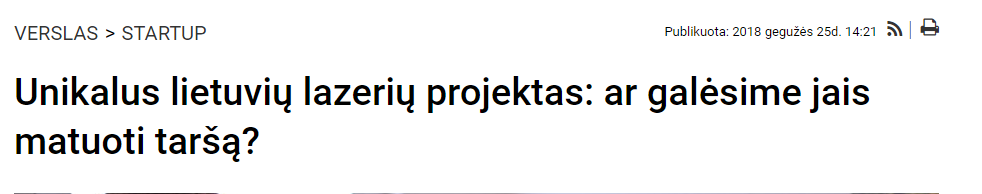 VERSLAS > STARTUP
Publikuota: 2018 gegužės 25d. 14:21
Unikalus lietuvių lazerių projektas: ar galėsime jais
matuoti taršą?